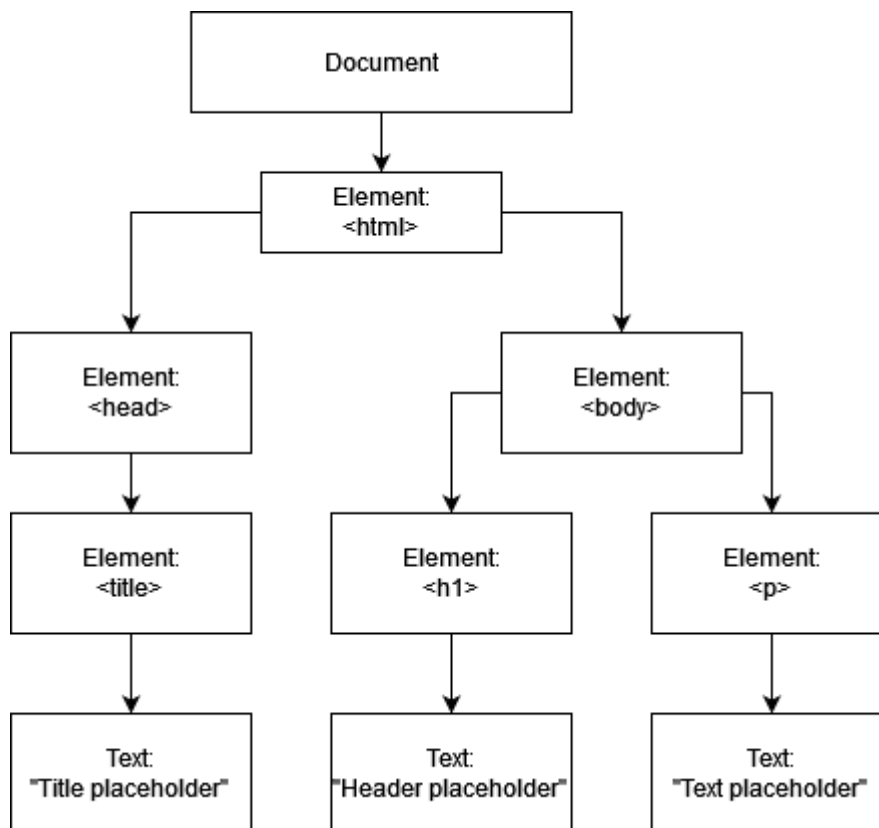 Document
Element:
<html>
Element:
<head>
Element:
<body>
Element:
<title>
Element:
<h1>
Element:
<p>
Text:
"Title placeholder"
Text:
"Header placeholder"
Text:
"Text placeholder"